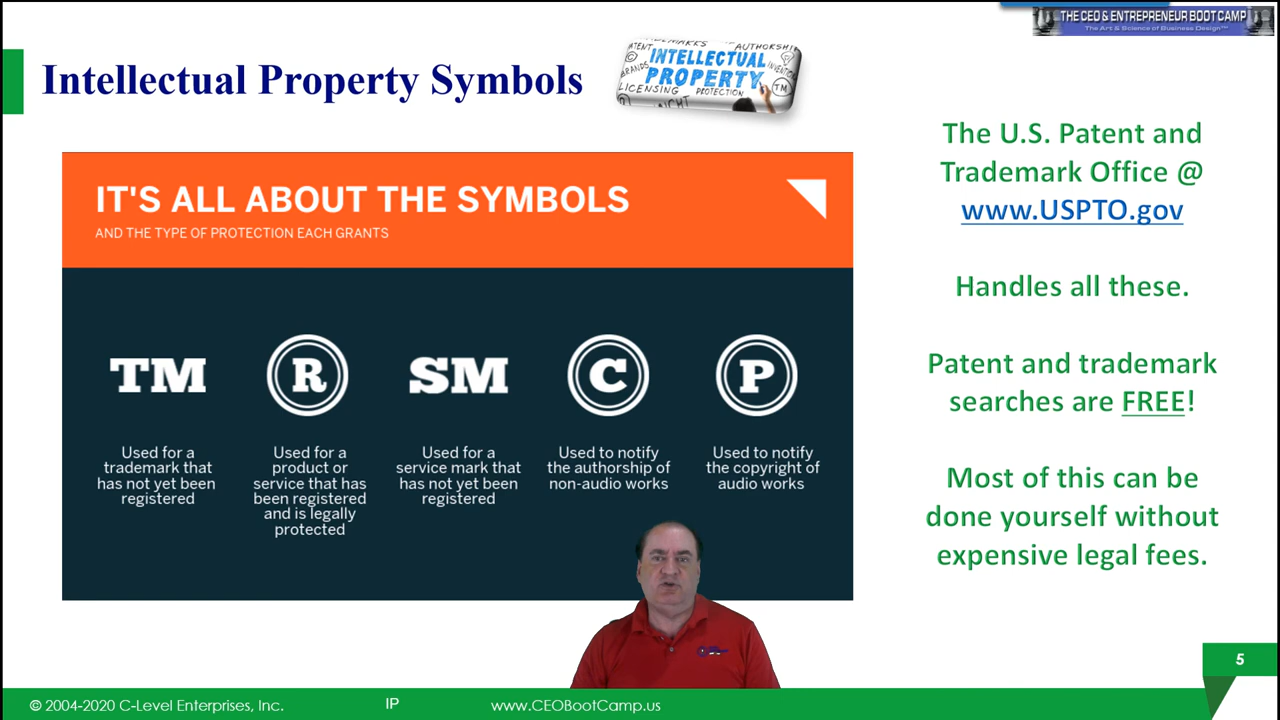 THE CEO & ENTREPRENEUR BOOT CAMP
The Art & Science of Business Design™
Intellectual Property Symbols
PATENT
AUTHORSHIP
BRANDS
INTELLECTUAL
PROPERTY
TM
LICENSING
PROTECTION
IT'S ALL ABOUT THE SYMBOLS
AND THE TYPE OF PROTECTION EACH GRANTS
TM
R
SM
C
P
Used for a
trademark that
has not yet been
registered
Used for a
product or
service that has
been registered
and is legally
protected
Used for a
service mark that
has not yet been
registered
Used to notify
the authorship of
non-audio works
Used to notify
the copyright of
audio works
The U.S. Patent and
Trademark Office @
www.USPTO.gov
Handles all these.
Patent and trademark
searches are FREE!
Most of this can be
done yourself without
expensive legal fees.
5
© 2004-2020 C-Level Enterprises, Inc.
IP
www.CEOBootCamp.us